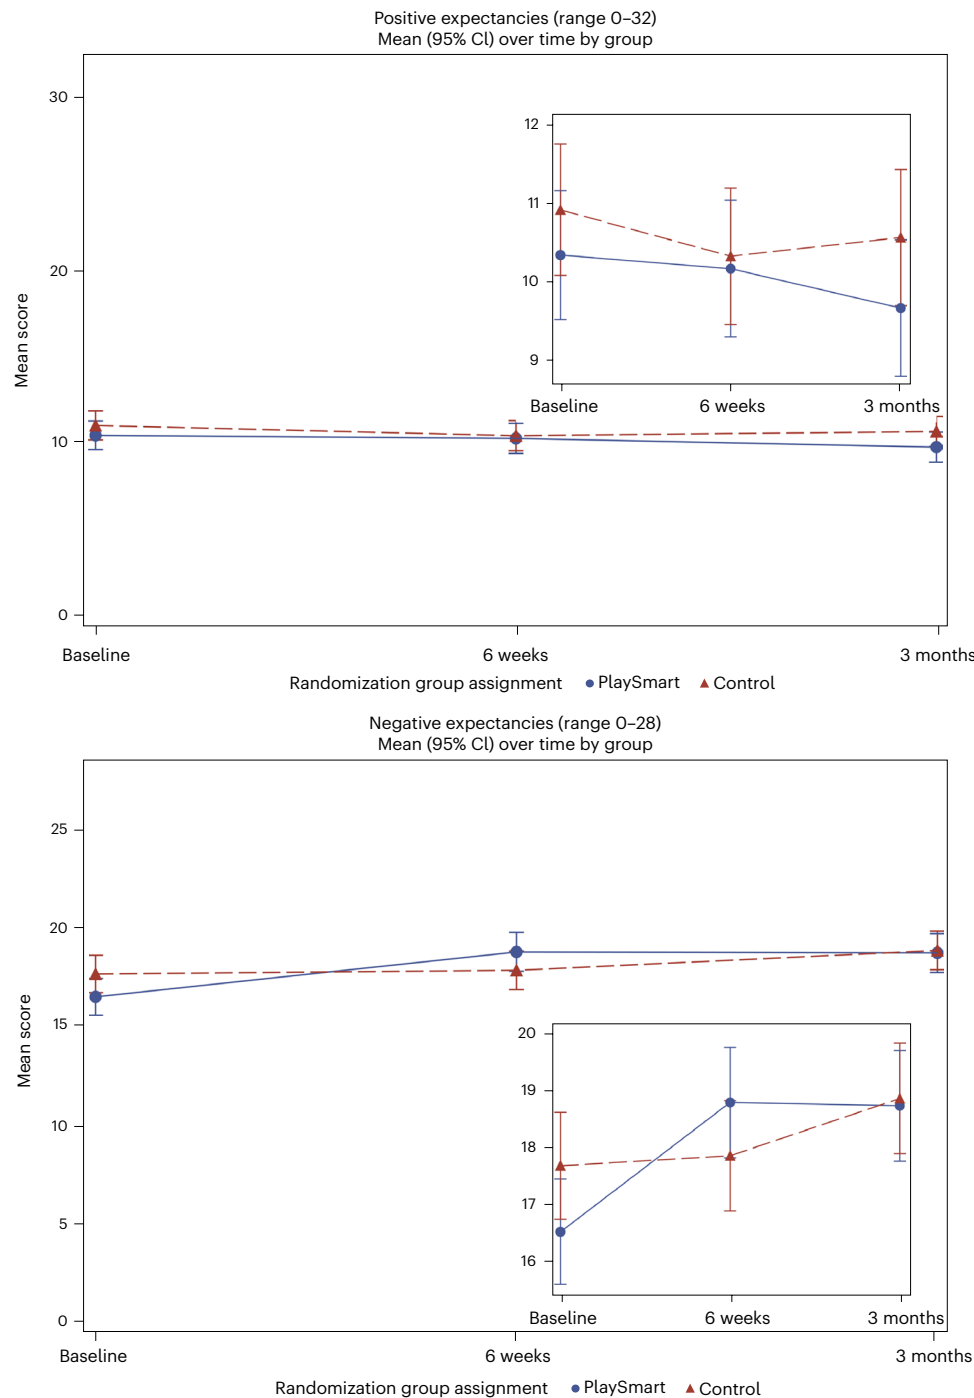 Positive expectancies (range 0–32)
Mean (95% CI) over time by group
30
20
10
0
Mean score
12
11
10
9
Baseline 6 weeks 3 months
Baseline 6 weeks 3 months
Randomization group assignment PlaySmart Control
Negative expectancies (range 0–28)
Mean (95% CI) over time by group
25
20
15
10
5
0
Mean score
20
19
18
17
16
Baseline 6 weeks 3 months
Baseline 6 weeks 3 months
Randomization group assignment PlaySmart Control